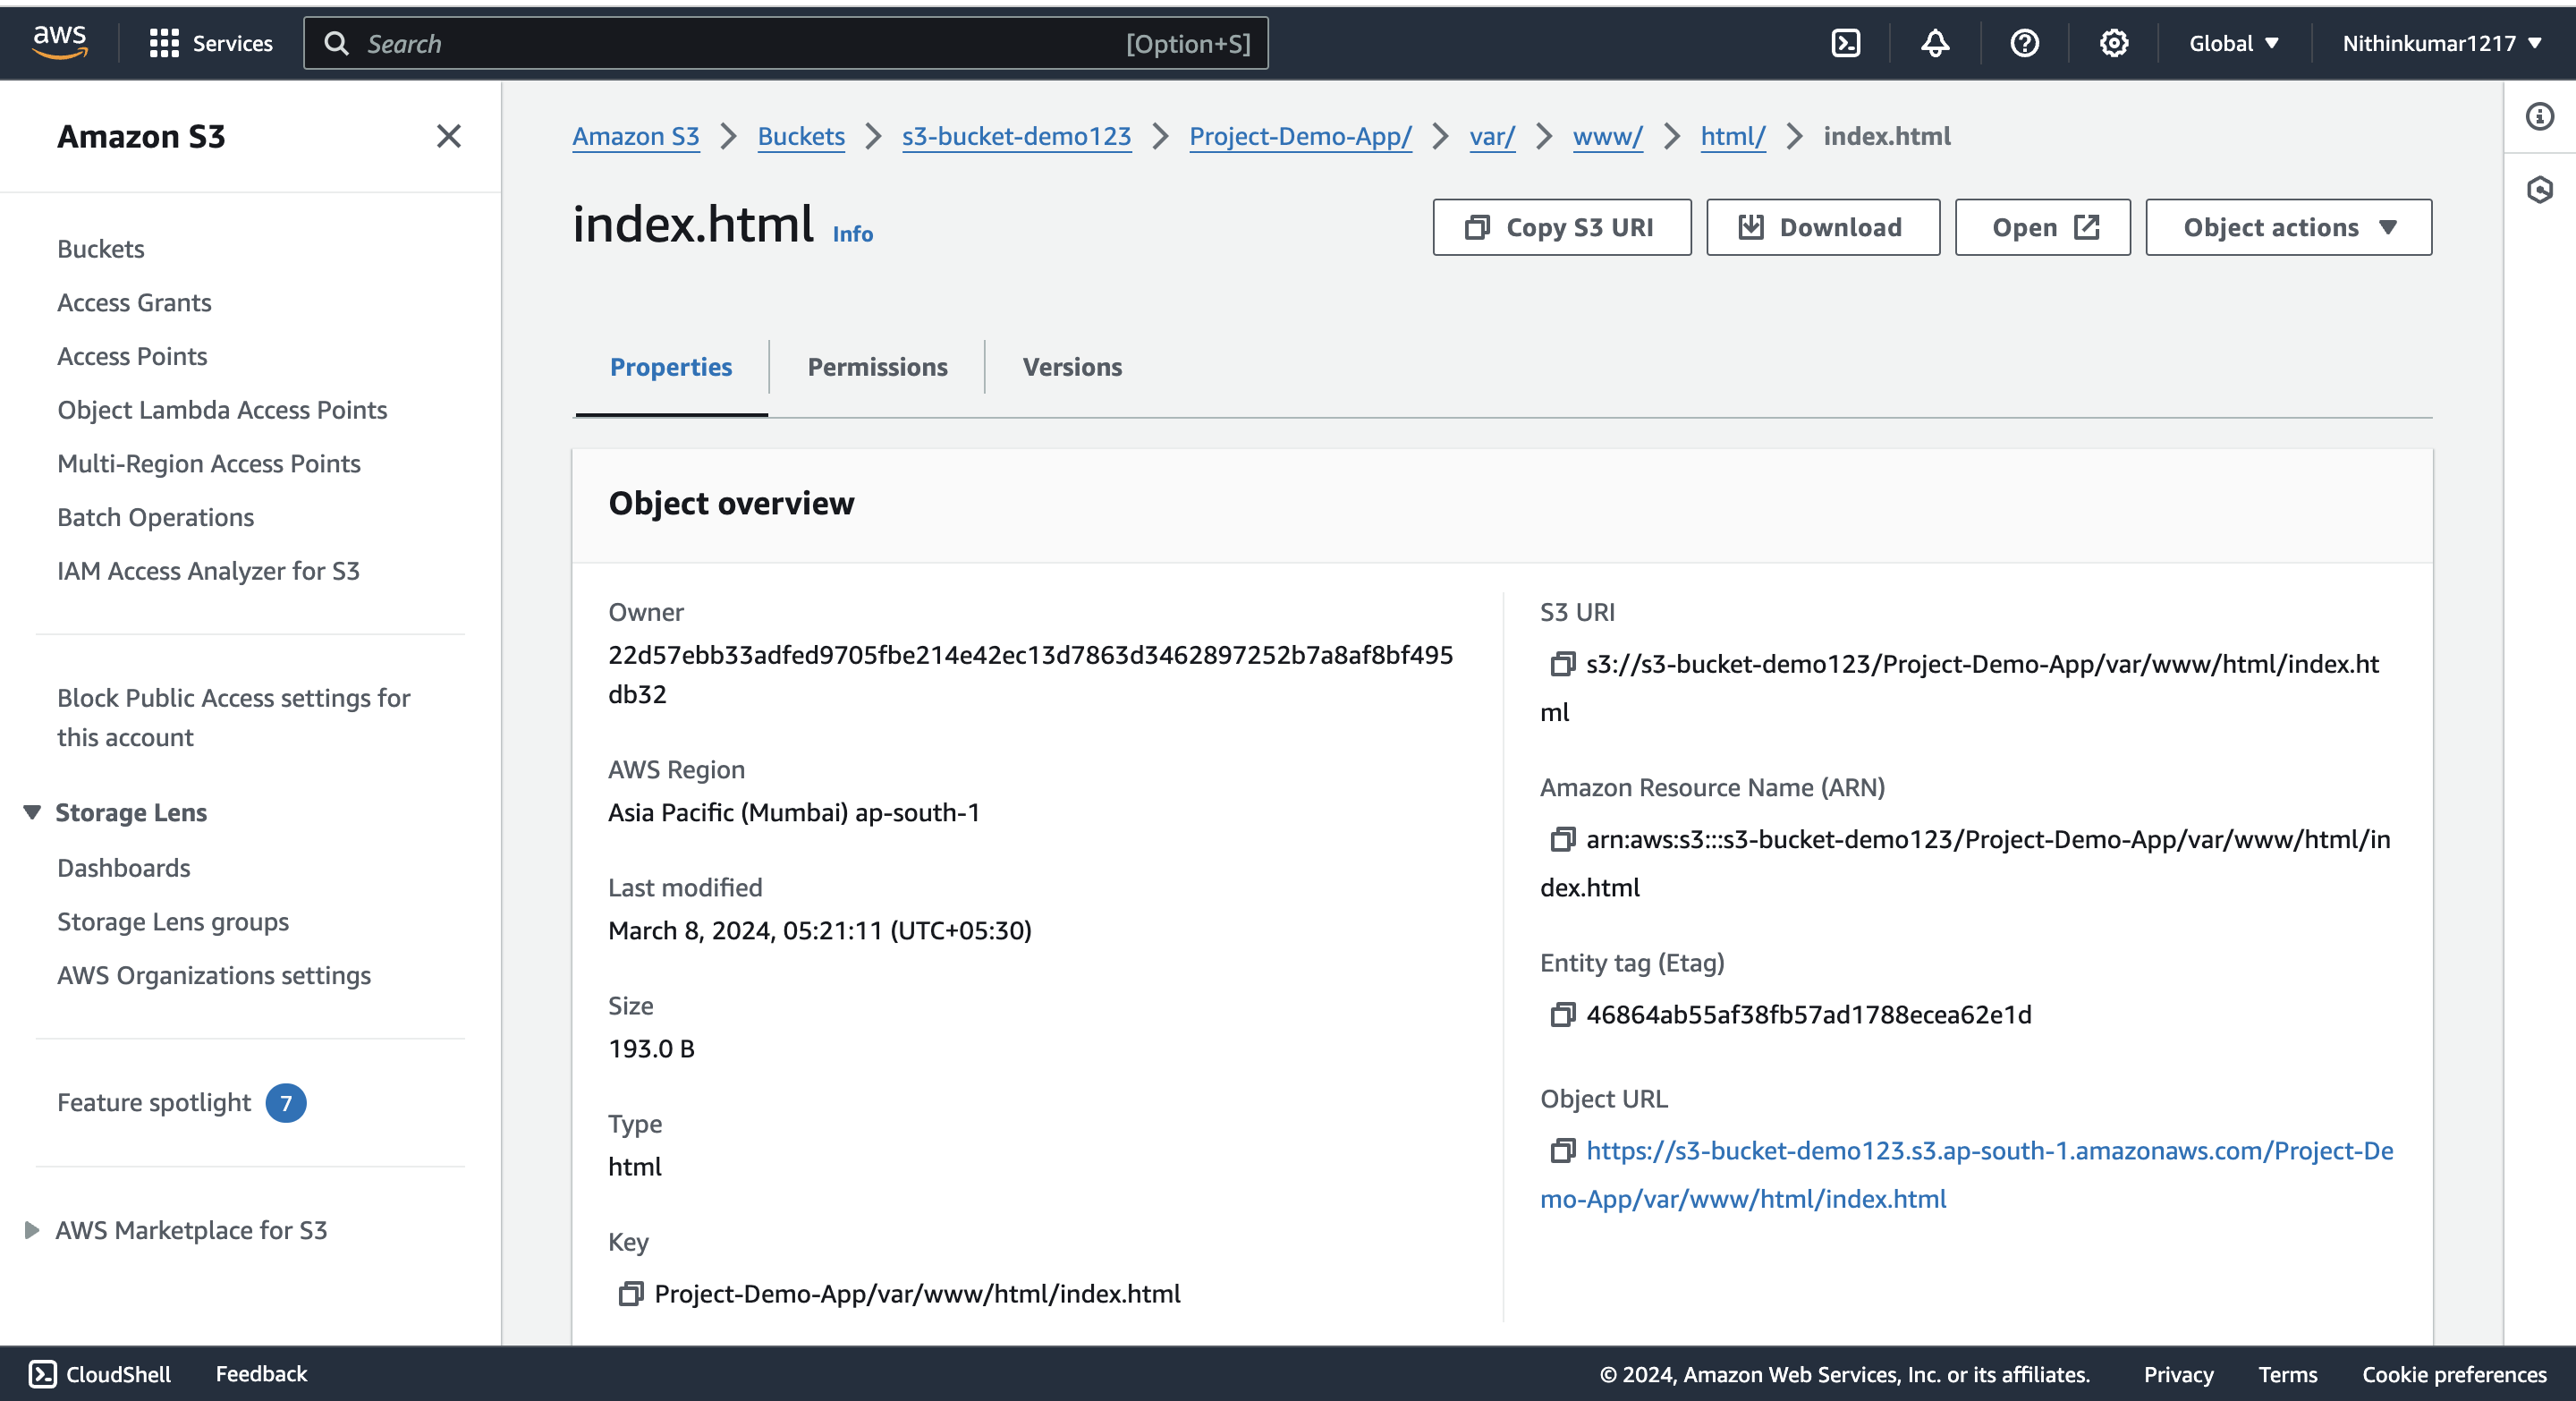 aws
Services
Search
[Option+S]
Global
Nithinkumar1217
Amazon S3
Buckets
Access Grants
Access Points
Object Lambda Access Points
Multi-Region Access Points
Batch Operations
IAM Access Analyzer for S3
Block Public Access settings for
this account
Storage Lens
Dashboards
Storage Lens groups
AWS Organizations settings
Feature spotlight 7
AWS Marketplace for S3
Amazon S3 > Buckets > s3-bucket-demo123 > Project-Demo-App/ > var/ > www/ > html/ > index.html
index.html Info
Copy S3 URI
Download
Open
Object actions
Properties
Permissions
Versions
Object overview
Owner
22d57ebb33adfed9705fbe214e42ec13d7863d3462897252b7a8af8bf495
db32
AWS Region
Asia Pacific (Mumbai) ap-south-1
Last modified
March 8, 2024, 05:21:11 (UTC+05:30)
Size
193.0 B
Type
html
Key
Project-Demo-App/var/www/html/index.html
S3 URI
s3://s3-bucket-demo123/Project-Demo-App/var/www/html/index.ht
ml
Amazon Resource Name (ARN)
arn:aws:s3:::s3-bucket-demo123/Project-Demo-App/var/www/html/in
dex.html
Entity tag (Etag)
46864ab55af38fb57ad1788ecea62e1d
Object URL
https://s3-bucket-demo123.s3.ap-south-1.amazonaws.com/Project-De
mo-App/var/www/html/index.html
CloudShell
Feedback
© 2024, Amazon Web Services, Inc. or its affiliates.
Privacy
Terms
Cookie preferences